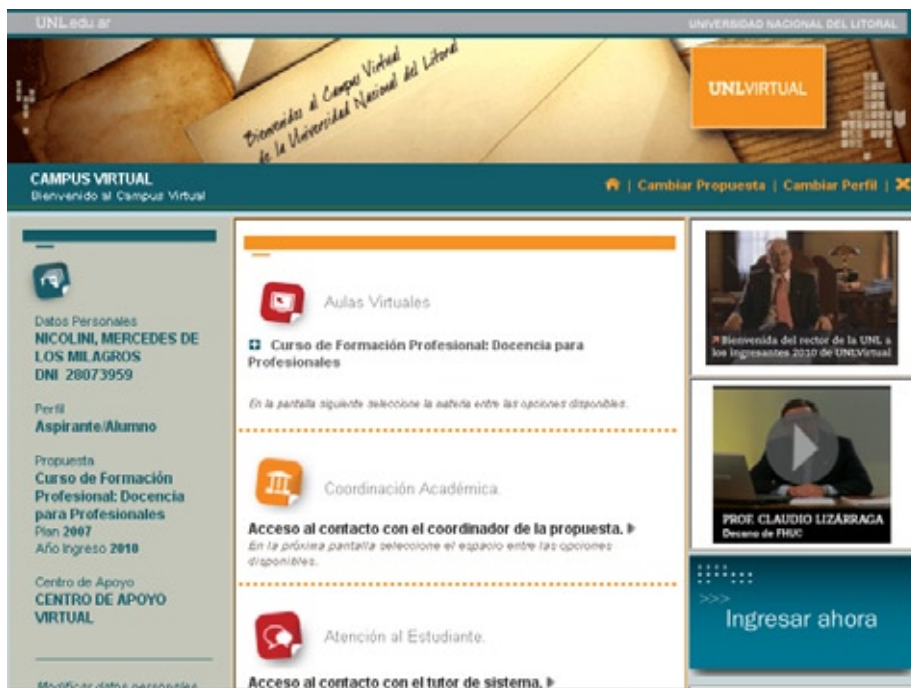 UNL.edu.ar
UNIVERSIDAD NACIONAL DEL LITORAL
Bienvenidos al Campus Virtual
de la Universidad Nacional del Litoral
UNLVIRTUAL
CAMPUS VIRTUAL
Bienvenido al Campus Virtual
| Cambiar Propuesta | Cambiar Perfil |
Datos Personales
NICOLINI, MERCEDES DE
LOS MILAGROS
DNI 28073959
Perfil
Aspirante/Alumno
Propuesta
Curso de Formación
Profesional: Docencia
para Profesionales
Plan 2007
Año Ingreso 2010
Centro de Apoyo
CENTRO DE APOYO
VIRTUAL
Modificar datos personales
Aulas Virtuales
Curso de Formación Profesional: Docencia para
Profesionales
En la pantalla siguiente seleccione la materia entre las opciones disponibles.
Coordinación Académica.
Acceso al contacto con el coordinador de la propuesta.
En la próxima pantalla seleccione el espacio entre las opciones
disponibles.
Atención al Estudiante.
Acceso al contacto con el tutor de sistema.
Bienvenida del rector de la UNL a
los ingresantes 2010 de UNLVirtual
PROF. CLAUDIO LIZÁRRAGA
Decano de FHUC
>>>
Ingresar ahora